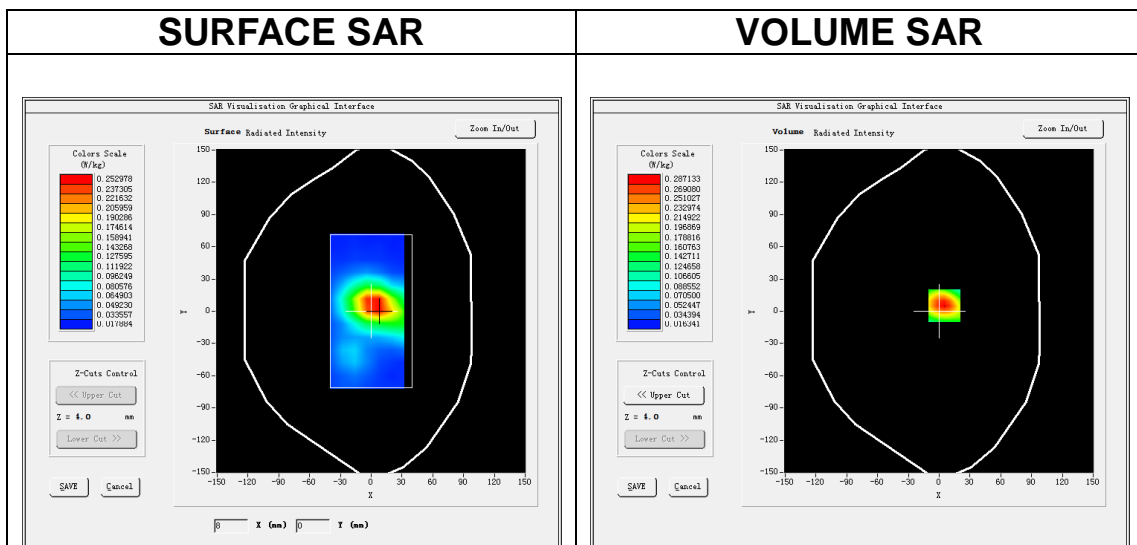 SURFACE SAR
VOLUME SAR
SAR Visualisation Graphical Interface
Surface Radiated Intensity
Zoom In/Out
Colors Scale
(W/kg)
0.252978
0.237305
0.221632
0.205959
0.190286
0.174614
0.158941
0.143268
0.127595
0.111922
0.096249
0.080576
0.064903
0.049230
0.033557
0.017884
150
120
90
60
30
0
-30
-60
-90
-120
-150
Y
-150 -120 -90 -60 -30 0 30 60 90 120 150
X
Z-Cuts Control
<< Upper Cut
Z = 4.0 mm
Lower Cut >>
SAVE Cancel
8 X (mm) 0 Y (mm)
SAR Visualisation Graphical Interface
Volume Radiated Intensity
Zoom In/Out
Colors Scale
(W/kg)
0.287133
0.269080
0.251027
0.232974
0.214922
0.196869
0.178816
0.160763
0.142711
0.124658
0.106605
0.088552
0.070500
0.052447
0.034394
0.016341
150
120
90
60
30
0
-30
-60
-90
-120
-150
Y
-150 -120 -90 -60 -30 0 30 60 90 120 150
X
Z-Cuts Control
<< Upper Cut
Z = 4.0 mm
Lower Cut >>
SAVE Cancel